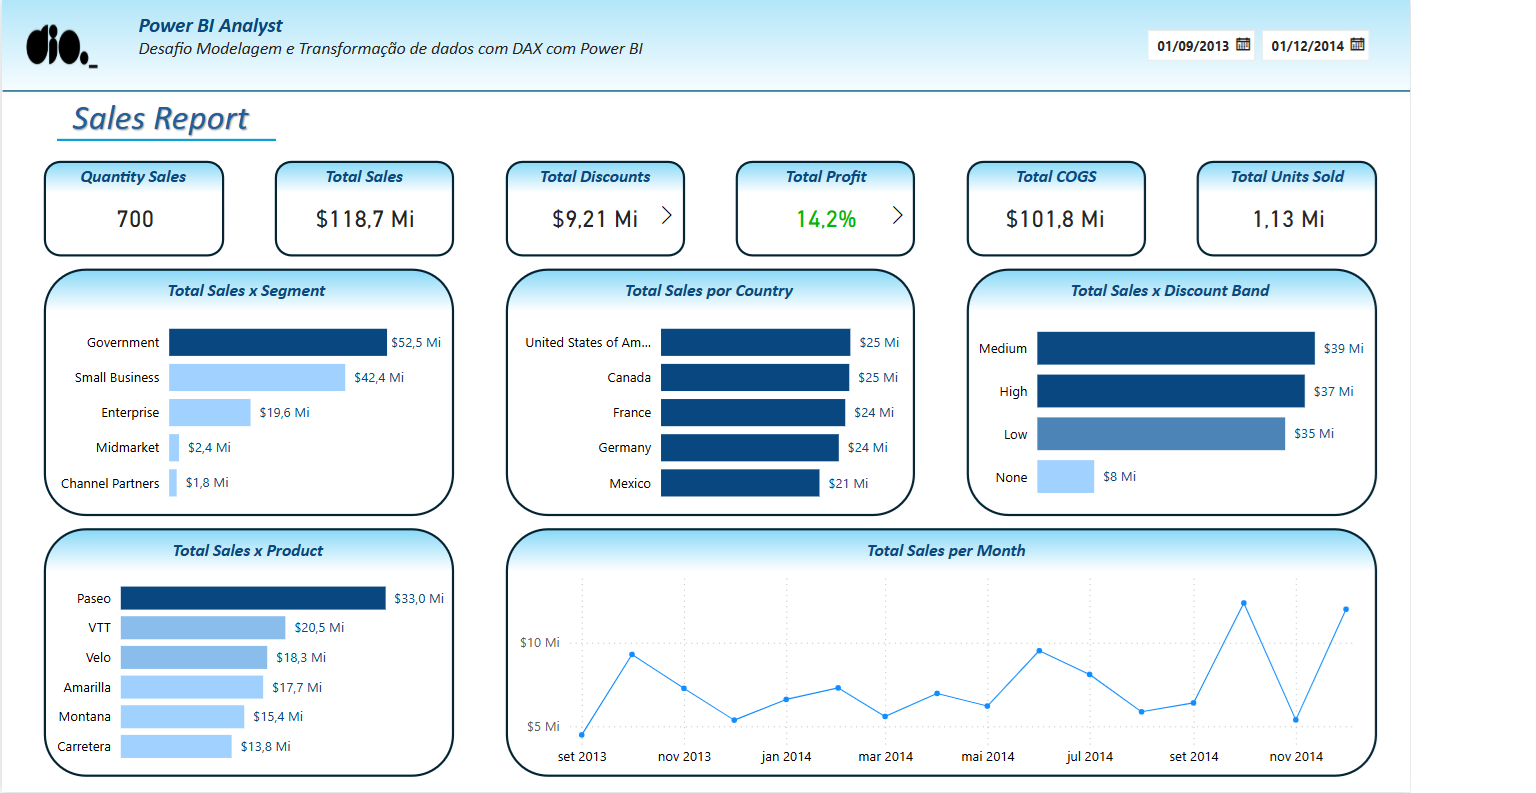 dio._
Power BI Analyst
Desafio Modelagem e Transformação de dados com DAX com Power BI
01/09/2013
01/12/2014
Sales Report
Quantity Sales
700
Total Sales
$118,7 Mi
Total Discounts
$9,21 Mi
Total Profit
14,2%
Total COGS
$101,8 Mi
Total Units Sold
1,13 Mi
Total Sales x Segment
Government $52,5 Mi
Small Business $42,4 Mi
Enterprise $19,6 Mi
Midmarket $2,4 Mi
Channel Partners $1,8 Mi
Total Sales por Country
United States of Am... $25 Mi
Canada $25 Mi
France $24 Mi
Germany $24 Mi
Mexico $21 Mi
Total Sales x Discount Band
Medium $39 Mi
High $37 Mi
Low $35 Mi
None $8 Mi
Total Sales x Product
Paseo $33,0 Mi
VTT $20,5 Mi
Velo $18,3 Mi
Amarilla $17,7 Mi
Montana $15,4 Mi
Carretera $13,8 Mi
Total Sales per Month
$10 Mi
$5 Mi
set 2013 nov 2013 jan 2014 mar 2014 mai 2014 jul 2014 set 2014 nov 2014